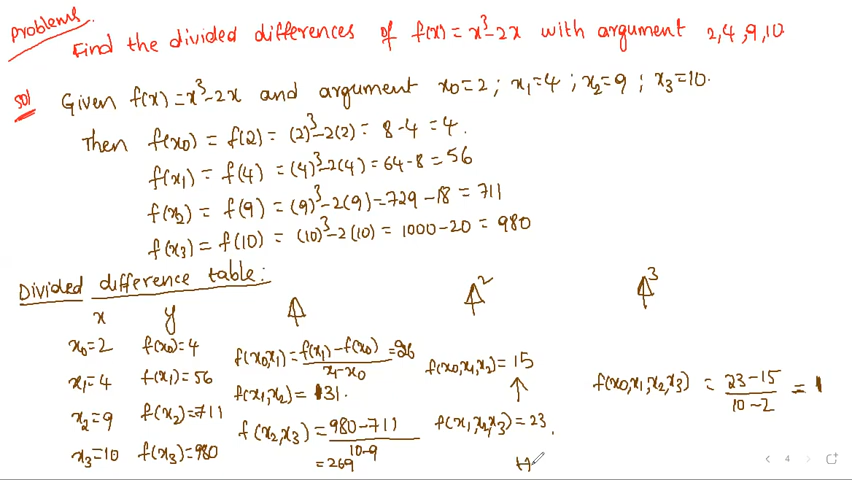 Problems
Find the divided differences of f(x) = x³-2x with argument 2,4,9,10
Sol
Given f(x) = x³-2x and argument x0=2; x1=4; x2=9; x3=10.
Then f(x0) = f(2) = (2)³-2(2) = 8-4 = 4.
f(x1) = f(4) = (4)³-2(4) = 64-8 = 56
f(x2) = f(9) = (9)³-2(9) = 729-18 = 711
f(x3) = f(10) = (10)³-2(10) = 1000-20 = 980
Divided difference table:
x y ⍋ ⍋² ⍋³
x0=2 f(x0)=4 f(x0,x1) = f(x1)-f(x0) / x1-x0 = 26 f(x0,x1,x2) = 15
x1=4 f(x1)=56 f(x1,x2) = 131. f(x0,x1,x2,x3) = 23-15 / 10-2 = 1
x2=9 f(x2)=711 f(x2,x3) = 980-711 / 10-9 f(x1,x2,x3) = 23.
x3=10 f(x3)=980 = 269
4